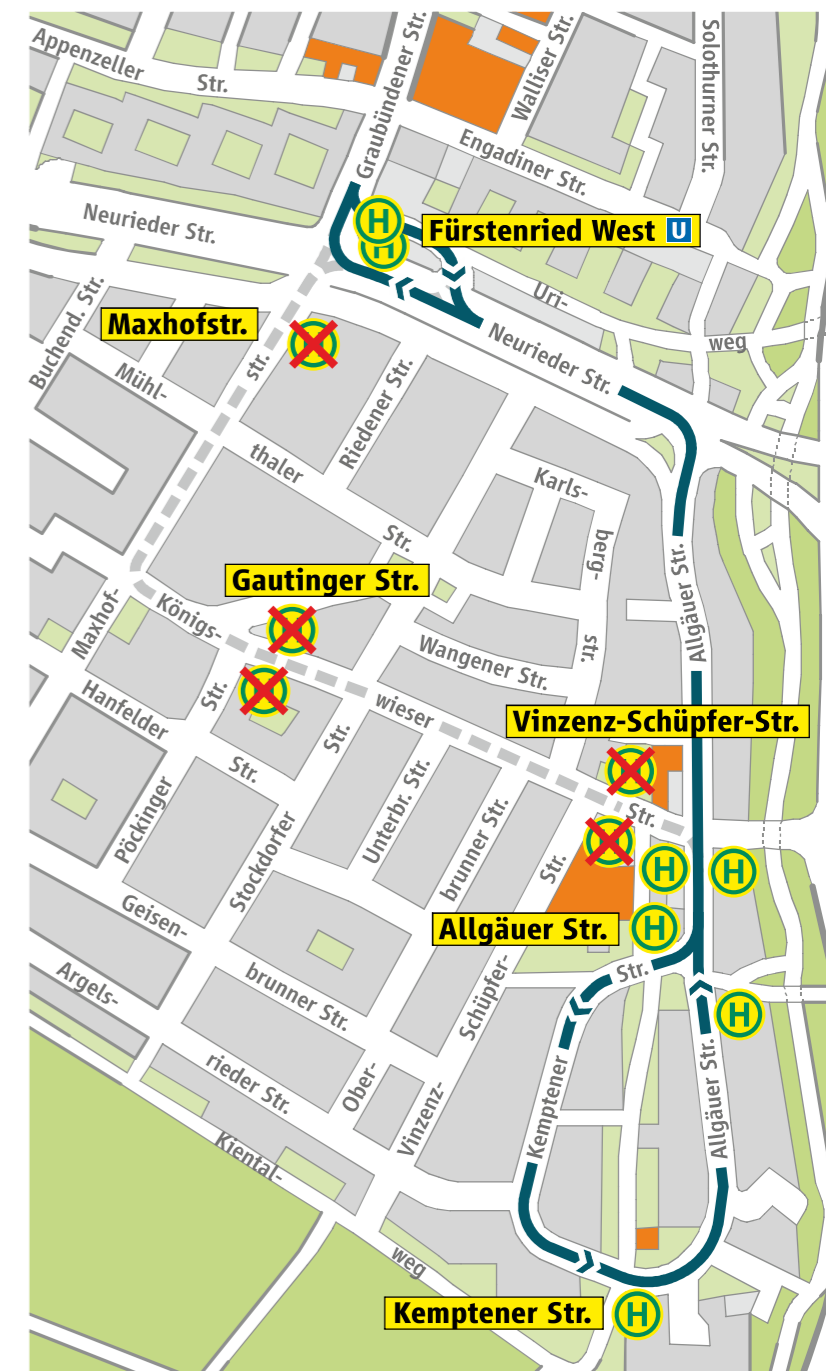 Appenzeller
Str.
Graubündener Str.
Walliser Str.
Solothurner Str.
Engadiner Str.
Neurieder Str.
H
H
Fürstenried West U
Uri-
weg
Buchend. Str.
Maxhofstr.
str.
Neurieder Str.
Mühl-
thaler
Str.
Riedener Str.
Karls-
berg-
str.
Allgäuer Str.
Gautinger Str.
Maxhof-
Königs-
wieser
Str.
Wangener Str.
Hanfelder
Str.
Str.
Str.
Vinzenz-Schüpfer-Str.
Pöckinger
Stockdorfer
Unterbr. Str.
brunner Str.
Str.
H
H
Allgäuer Str.
H
Geisen-
brunner Str.
Schüpfer-
Str.
H
Argels-
rieder Str.
Ober-
Vinzenz-
Kemptener
Allgäuer Str.
Kiental-
weg
Kemptener Str.
H